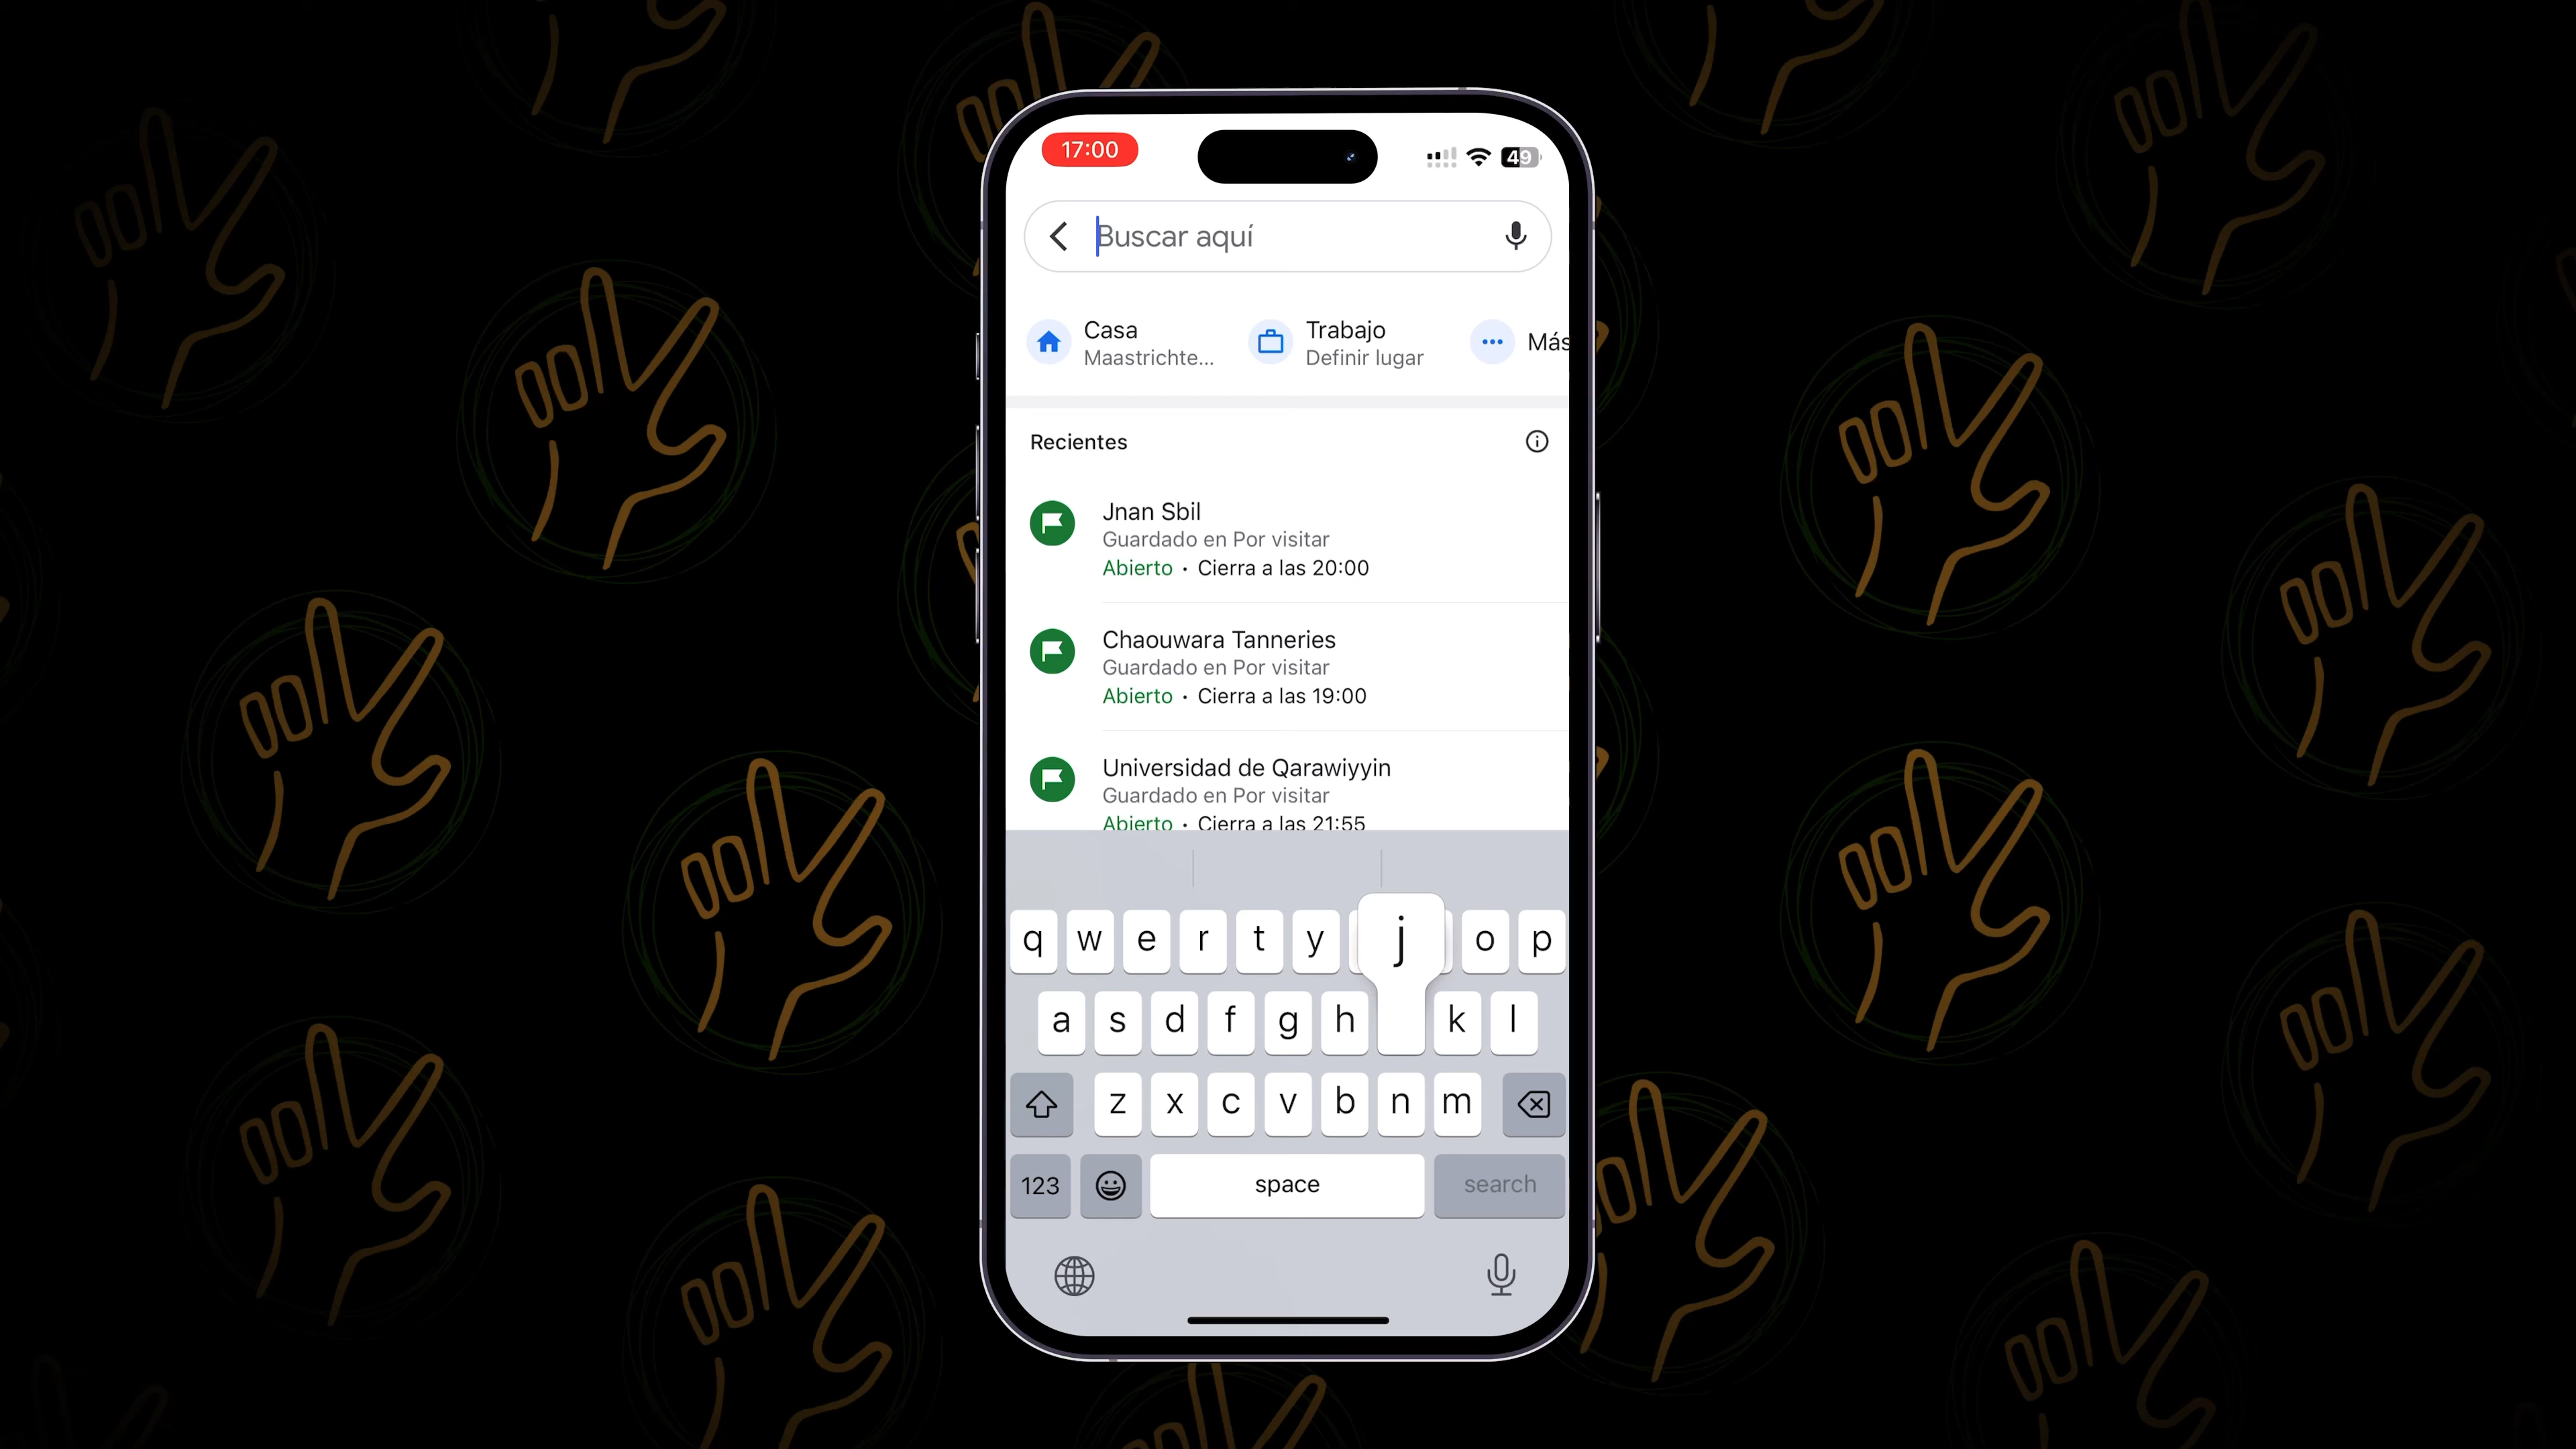 17:00
49
Buscar aquí
Casa
Maastrichte...
Trabajo
Definir lugar
Más
Recientes
Jnan Sbil
Guardado en Por visitar
Abierto · Cierra a las 20:00
Chaouwara Tanneries
Guardado en Por visitar
Abierto · Cierra a las 19:00
Universidad de Qarawiyyin
Guardado en Por visitar
Abierto · Cierra a las 21:55
q w e r t y j o p
a s d f g h k l
z x c v b n m
123 space search